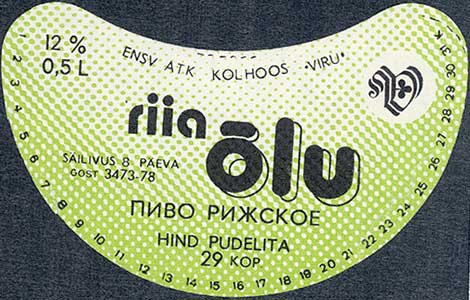 12 %
0,5 L
ENSV ATK KOLHOOS "VIRU"
riia
õlu
SÄILIVUS 8 PÄEVA
GOST 3473-78
ПИВО РИЖСКОЕ
HIND PUDELITA
29 KOP.
1 2 3 4 5 6 7 8 9 10 11 12 13 14 15 16 17 18 19 20 21 22 23 24 25 26 27 28 29 30 31 K